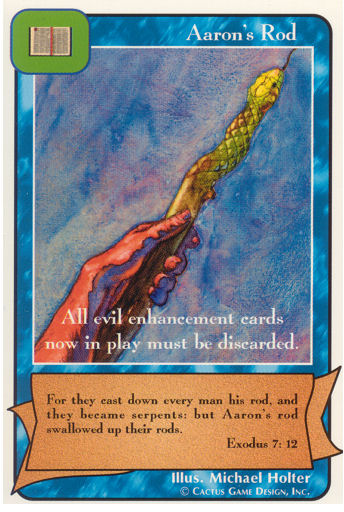 Aaron's Rod
All evil enhancement cards
now in play must be discarded.
For they cast down every man his rod, and
they became serpents: but Aaron's rod
swallowed up their rods.
Exodus 7: 12
Illus. Michael Holter
© Cactus Game Design, Inc.